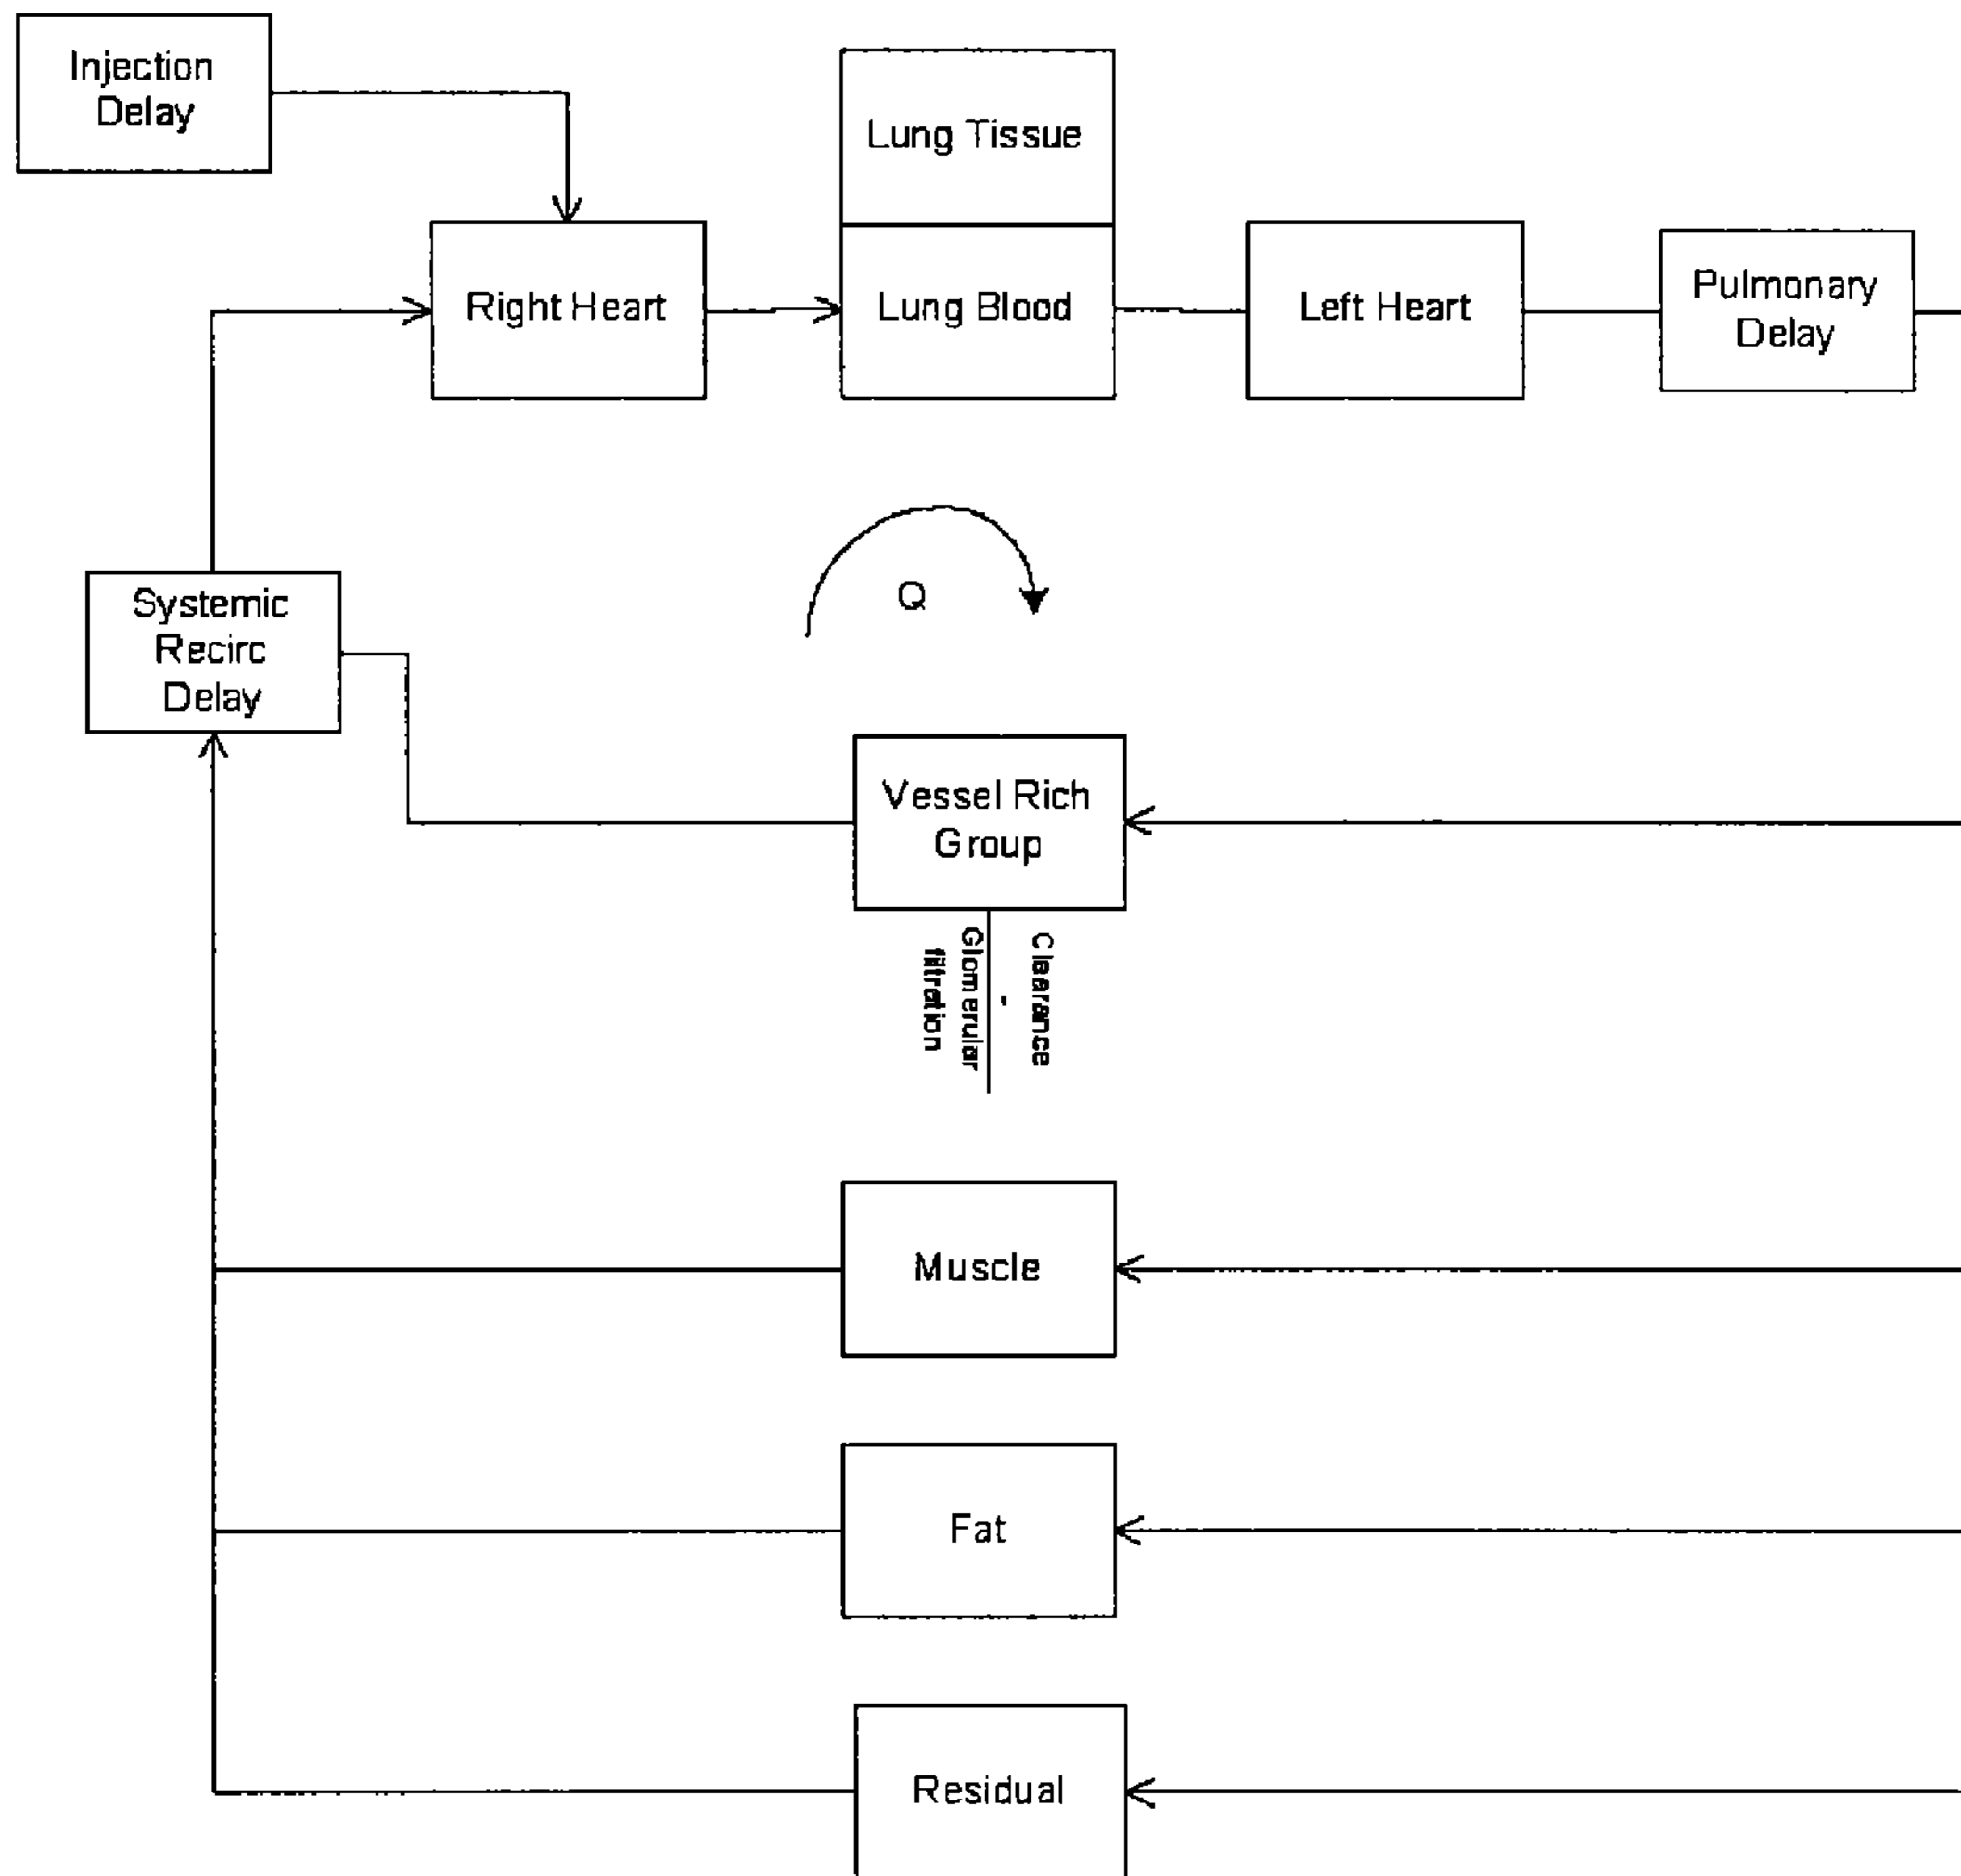 Injection
Delay
Lung Tissue
Right Heart
Lung Blood
Left Heart
Pulmonary
Delay
Q
Systemic
Recirc
Delay
Vessel Rich
Group
Clearance
-
Glomerular
filtration
Muscle
Fat
Residual